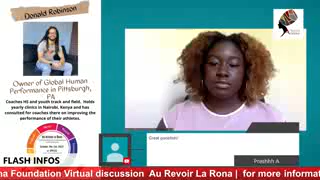 Donald Robinson
Owner of Global Human
Performance in Pittsburgh,
PA
Coaches HS and youth track and field. Holds
yearly clinics in Nairobi, Kenya and has
consulted for coaches there on improving the
performance of their athletes.
FLASH INFOS
Great questions!
Prashhh A
na Foundation Virtual discussion Au Revoir La Rona | for more informat